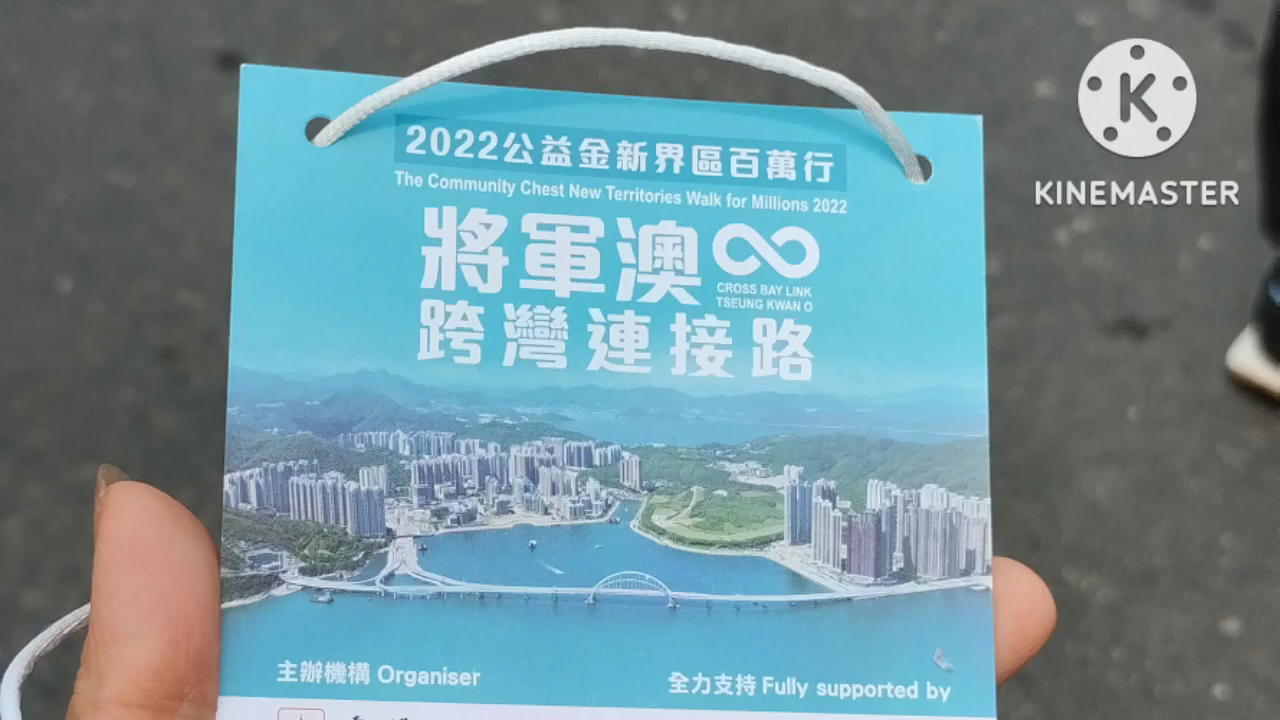 2022公益金新界區百萬行
The Community Chest New Territories Walk for Millions 2022
將軍澳
CROSS BAY LINK
TSEUNG KWAN O
跨灣連接路
主辦機構 Organiser
全力支持 Fully supported by
K
KINEMASTER